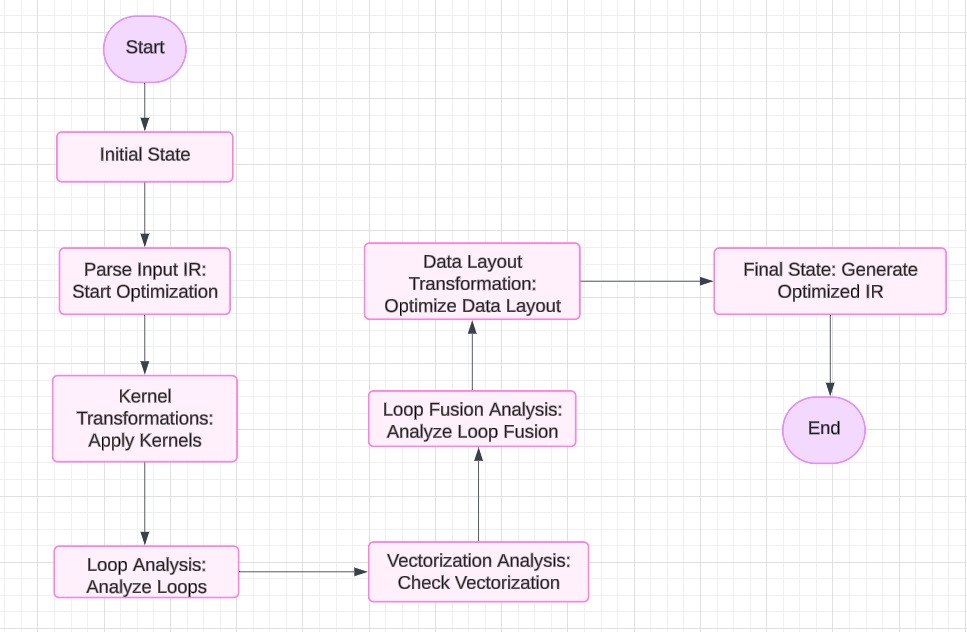 Start
Initial State
Parse Input IR:
Start Optimization
Kernel
Transformations:
Apply Kernels
Loop Analysis:
Analyze Loops
Vectorization Analysis:
Check Vectorization
Loop Fusion Analysis:
Analyze Loop Fusion
Data Layout
Transformation:
Optimize Data Layout
Final State: Generate
Optimized IR
End